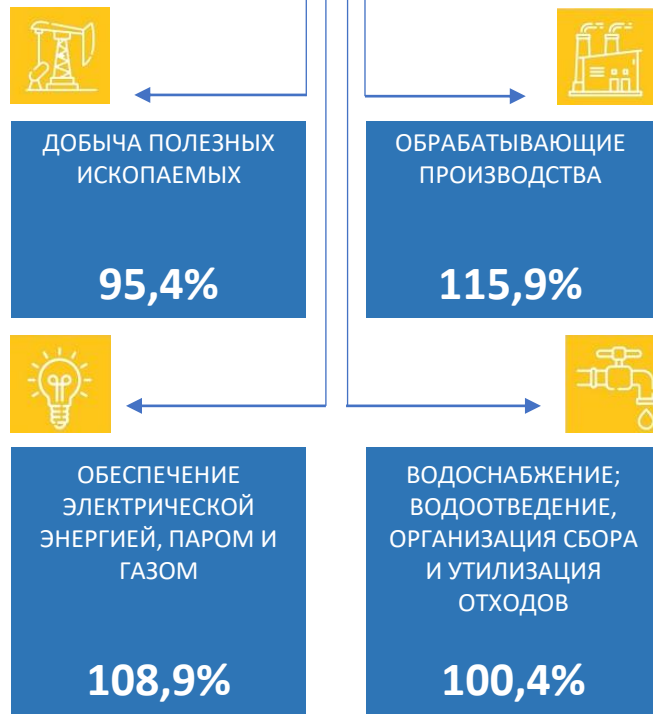 ДОБЫЧА ПОЛЕЗНЫХ
ИСКОПАЕМЫХ
95,4%
ОБРАБАТЫВАЮЩИЕ
ПРОИЗВОДСТВА
115,9%
ОБЕСПЕЧЕНИЕ
ЭЛЕКТРИЧЕСКОЙ
ЭНЕРГИЕЙ, ПАРОМ И
ГАЗОМ
108,9%
ВОДОСНАБЖЕНИЕ;
ВОДООТВЕДЕНИЕ,
ОРГАНИЗАЦИЯ СБОРА
И УТИЛИЗАЦИЯ
ОТХОДОВ
100,4%